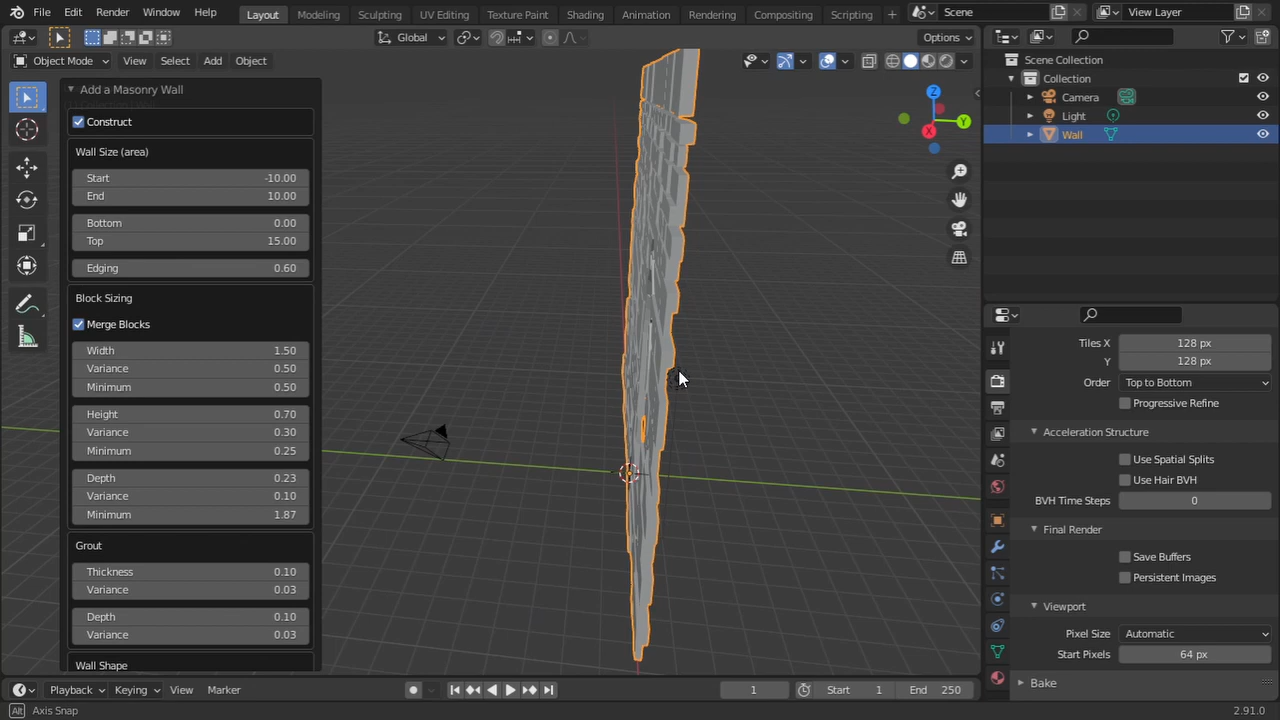 File Edit Render Window Help Layout Modeling Sculpting UV Editing Texture Paint Shading Animation Rendering Compositing Scripting + Scene View Layer
Global Options
Object Mode View Select Add Object
Scene Collection
Collection
Camera
Light
Wall
Add a Masonry Wall
Construct
Wall Size (area)
Start -10.00
End 10.00
Bottom 0.00
Top 15.00
Edging 0.60
Block Sizing
Merge Blocks
Width 1.50
Variance 0.50
Minimum 0.50
Height 0.70
Variance 0.30
Minimum 0.25
Depth 0.23
Variance 0.10
Minimum 1.87
Grout
Thickness 0.10
Variance 0.03
Depth 0.10
Variance 0.03
Wall Shape
Z
Y
X
Tiles X 128 px
Y 128 px
Order Top to Bottom
Progressive Refine
Acceleration Structure
Use Spatial Splits
Use Hair BVH
BVH Time Steps 0
Final Render
Save Buffers
Persistent Images
Viewport
Pixel Size Automatic
Start Pixels 64 px
Bake
Playback Keying View Marker 1 Start 1 End 250
Alt Axis Snap 2.91.0